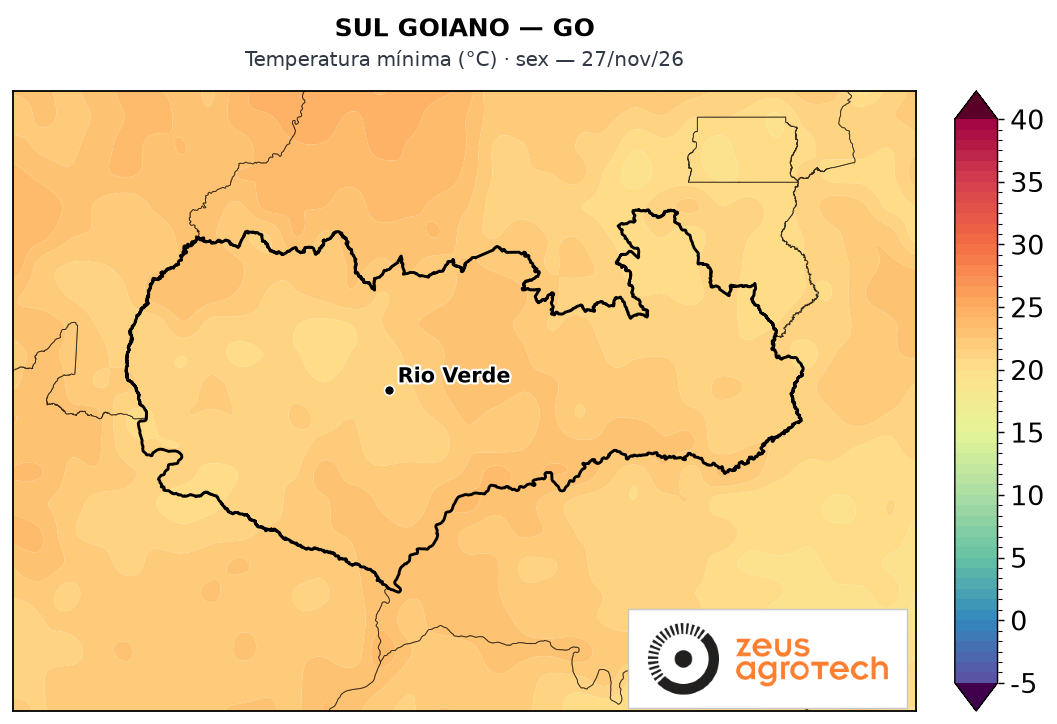 SUL GOIANO — GO
Temperatura mínima (°C) · sex — 27/nov/26
40
35
30
25
20
15
10
5
0
-5
Rio Verde
zeus
agrotech